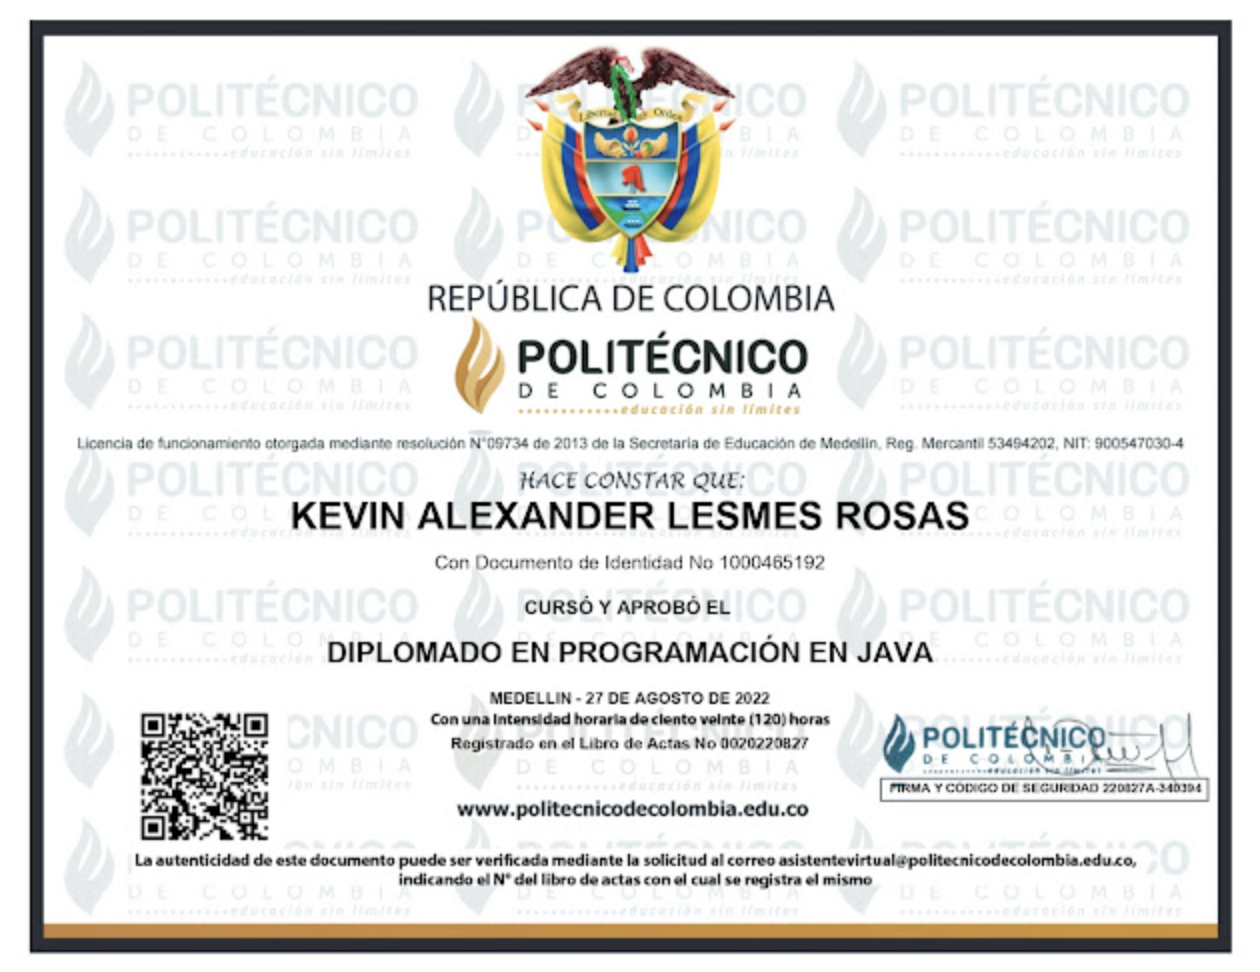 Libertad y Orden
REPÚBLICA DE COLOMBIA
POLITÉCNICO
DE COLOMBIA
educación sin límites
Licencia de funcionamiento otorgada mediante resolución N°09734 de 2013 de la Secretaría de Educación de Medellín, Reg. Mercantil 53494202, NIT: 900547030-4
HACE CONSTAR QUE:
KEVIN ALEXANDER LESMES ROSAS
Con Documento de Identidad No 1000465192
CURSÓ Y APROBÓ EL
DIPLOMADO EN PROGRAMACIÓN EN JAVA
MEDELLIN - 27 DE AGOSTO DE 2022
Con una Intensidad horaria de ciento veinte (120) horas
Registrado en el Libro de Actas No 0020220827
www.politecnicodecolombia.edu.co
POLITÉCNICO
DE COLOMBIA
educación sin límites
FIRMA Y CÓDIGO DE SEGURIDAD 220827A-340394
La autenticidad de este documento puede ser verificada mediante la solicitud al correo asistentevirtual@politecnicodecolombia.edu.co,
indicando el N° del libro de actas con el cual se registra el mismo